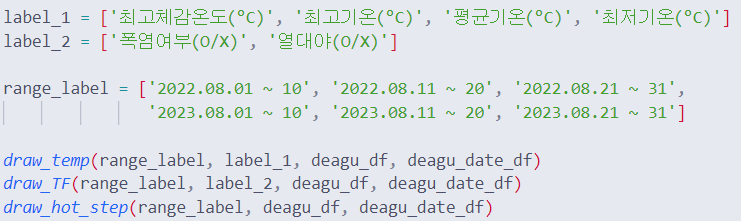 label_1 = ['최고체감온도(°C)', '최고기온(°C)', '평균기온(°C)', '최저기온(°C)']
label_2 = ['폭염여부(O/X)', '열대야(O/X)']
range_label = ['2022.08.01 ~ 10', '2022.08.11 ~ 20', '2022.08.21 ~ 31',
'2023.08.01 ~ 10', '2023.08.11 ~ 20', '2023.08.21 ~ 31']
draw_temp(range_label, label_1, deagu_df, deagu_date_df)
draw_TF(range_label, label_2, deagu_df, deagu_date_df)
draw_hot_step(range_label, deagu_df, deagu_date_df)